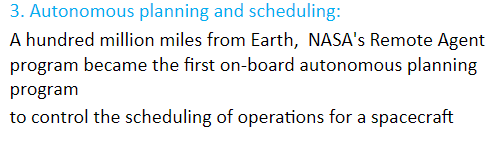 3. Autonomous planning and scheduling:
A hundred million miles from Earth,  NASA's Remote Agent
program became the first on-board autonomous planning
program
to control the scheduling of operations for a spacecraft